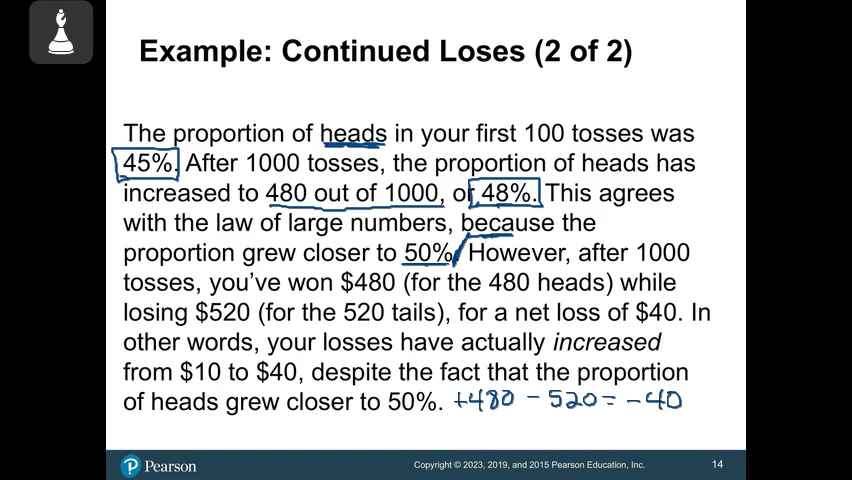 Example: Continued Loses (2 of 2)
The proportion of heads in your first 100 tosses was
45%. After 1000 tosses, the proportion of heads has
increased to 480 out of 1000, or 48%. This agrees
with the law of large numbers, because the
proportion grew closer to 50%. However, after 1000
tosses, you’ve won $480 (for the 480 heads) while
losing $520 (for the 520 tails), for a net loss of $40. In
other words, your losses have actually increased
from $10 to $40, despite the fact that the proportion
of heads grew closer to 50%. +480 - 520 = -40
Pearson
Copyright © 2023, 2019, and 2015 Pearson Education, Inc.
14